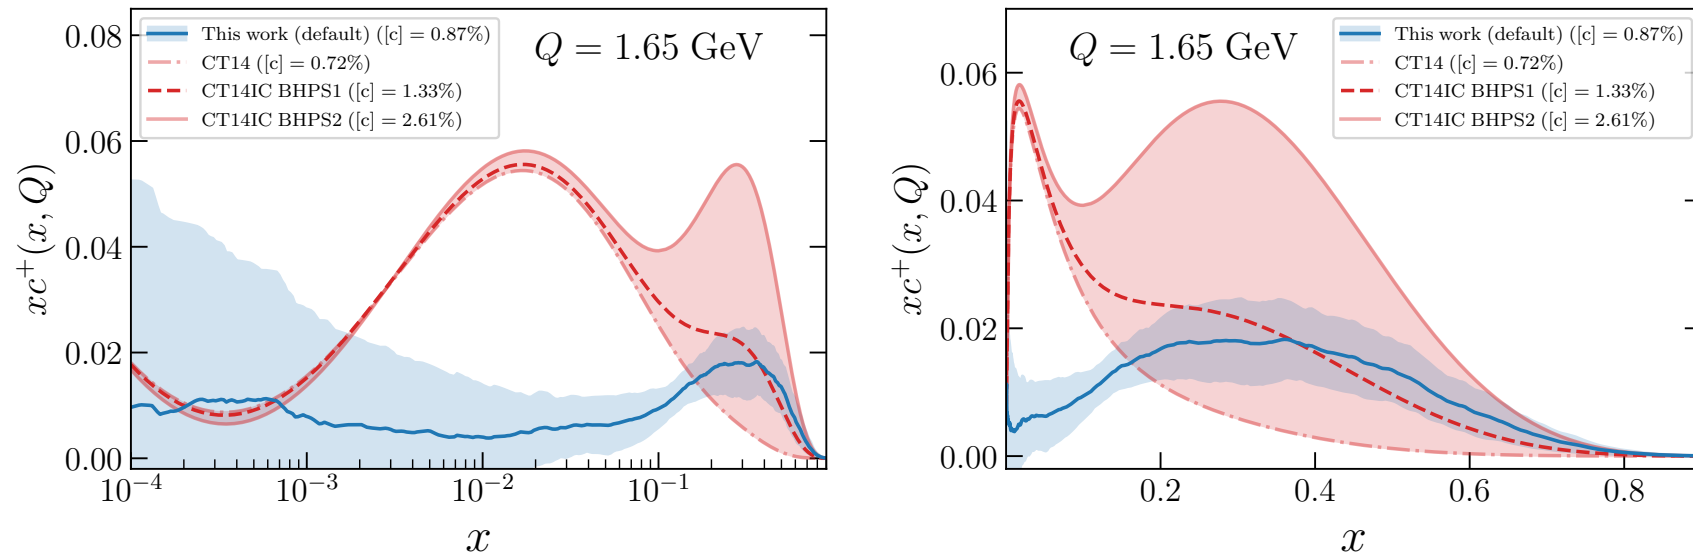 This work (default) ([c] = 0.87%)
CT14 ([c] = 0.72%)
CT14IC BHPS1 ([c] = 1.33%)
CT14IC BHPS2 ([c] = 2.61%)
Q = 1.65 GeV
0.08
0.06
0.04
0.02
0.00
xc⁺(x, Q)
10⁻⁴
10⁻³
10⁻²
10⁻¹
x
This work (default) ([c] = 0.87%)
CT14 ([c] = 0.72%)
CT14IC BHPS1 ([c] = 1.33%)
CT14IC BHPS2 ([c] = 2.61%)
Q = 1.65 GeV
0.06
0.04
0.02
0.00
xc⁺(x, Q)
0.2
0.4
0.6
0.8
x